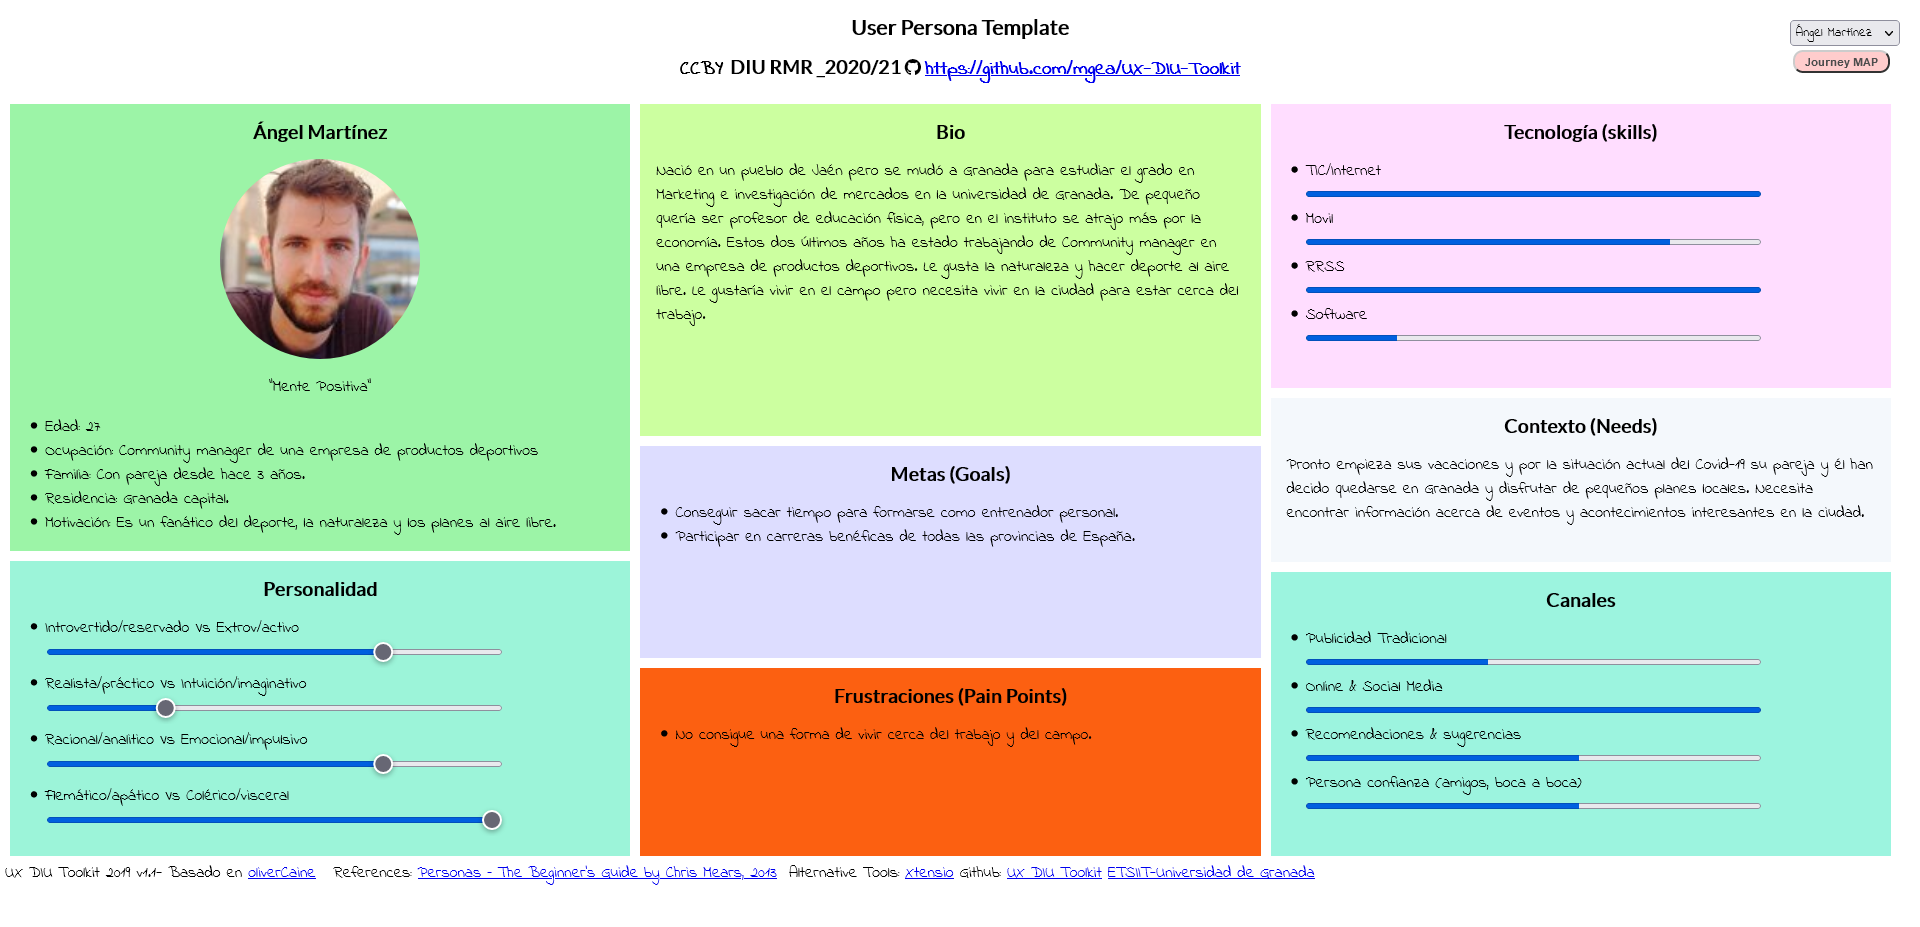 User Persona Template
CCBY DIU RMR _2020/21 https://github.com/mgea/UX-DIU-Toolkit
Ángel Martínez
Journey MAP
Ángel Martínez
"Mente Positiva"
Edad: 27
Ocupación: Community manager de una empresa de productos deportivos
Familia: Con pareja desde hace 3 años.
Residencia: Granada capital.
Motivación: Es un fanático del deporte, la naturaleza y los planes al aire libre.
Personalidad
Introvertido/reservado Vs Extrov/activo
Realista/práctico Vs Intuición/imaginativo
Racional/analítico Vs Emocional/impulsivo
Flemático/apático Vs Colérico/visceral
Bio
Nació en un pueblo de Jaén pero se mudó a Granada para estudiar el grado en
Marketing e investigación de mercados en la universidad de Granada. De pequeño
quería ser profesor de educación física, pero en el instituto se atrajo más por la
economía. Estos dos últimos años ha estado trabajando de Community manager en
una empresa de productos deportivos. Le gusta la naturaleza y hacer deporte al aire
libre. Le gustaría vivir en el campo pero necesita vivir en la ciudad para estar cerca del
trabajo.
Metas (Goals)
Conseguir sacar tiempo para formarse como entrenador personal.
Participar en carreras benéficas de todas las provincias de España.
Frustraciones (Pain Points)
No consigue una forma de vivir cerca del trabajo y del campo.
Tecnología (skills)
TIC/Internet
Movil
RRSS
Software
Contexto (Needs)
Pronto empieza sus vacaciones y por la situación actual del Covid-19 su pareja y él han
decido quedarse en Granada y disfrutar de pequeños planes locales. Necesita
encontrar información acerca de eventos y acontecimientos interesantes en la ciudad.
Canales
Publicidad Tradicional
Online & Social Media
Recomendaciones & sugerencias
Persona confianza (amigos, boca a boca)
UX DIU Toolkit 2019 v1.1- Basado en oliverCaine References: Personas - The Beginner's Guide by Chris Mears, 2013 Alternative Tools: Xtensio Github: UX DIU Toolkit ETSIIT-Universidad de Granada